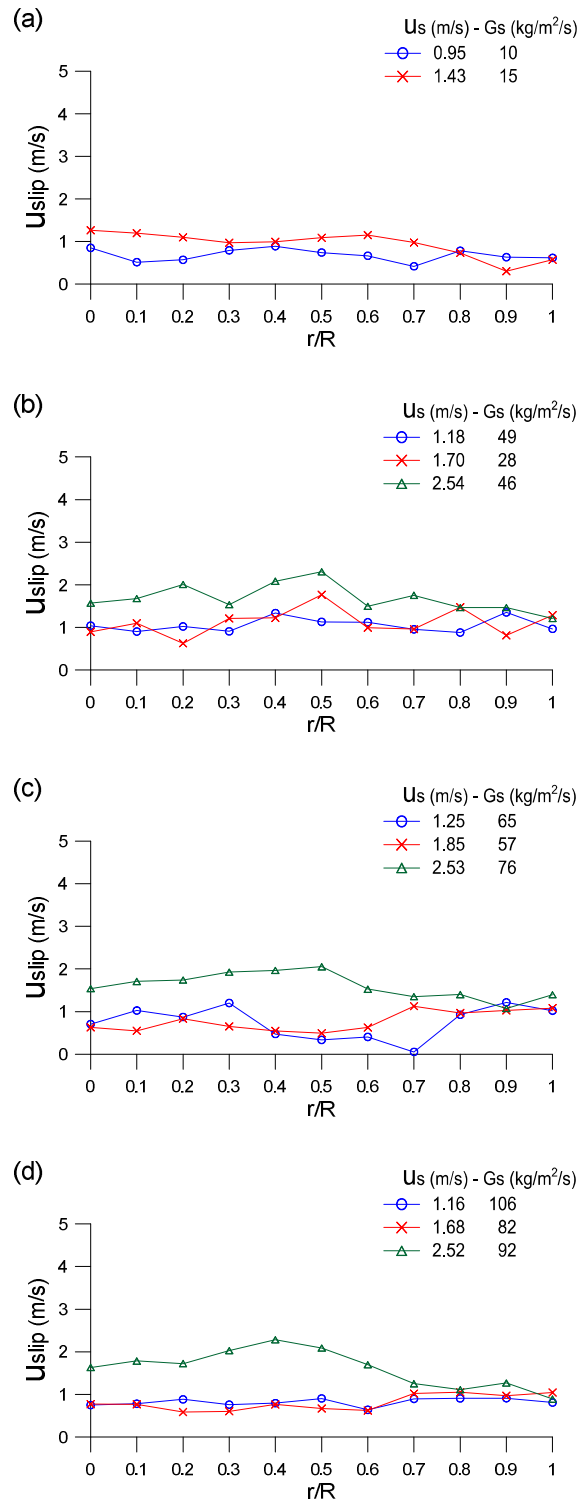 (a)
us (m/s) - Gs (kg/m²/s)
0.95 10
1.43 15
5
4
3
2
1
0
uslip (m/s)
0 0.1 0.2 0.3 0.4 0.5 0.6 0.7 0.8 0.9 1
r/R
(b)
us (m/s) - Gs (kg/m²/s)
1.18 49
1.70 28
2.54 46
5
4
3
2
1
0
uslip (m/s)
0 0.1 0.2 0.3 0.4 0.5 0.6 0.7 0.8 0.9 1
r/R
(c)
us (m/s) - Gs (kg/m²/s)
1.25 65
1.85 57
2.53 76
5
4
3
2
1
0
uslip (m/s)
0 0.1 0.2 0.3 0.4 0.5 0.6 0.7 0.8 0.9 1
r/R
(d)
us (m/s) - Gs (kg/m²/s)
1.16 106
1.68 82
2.52 92
5
4
3
2
1
0
uslip (m/s)
0 0.1 0.2 0.3 0.4 0.5 0.6 0.7 0.8 0.9 1
r/R